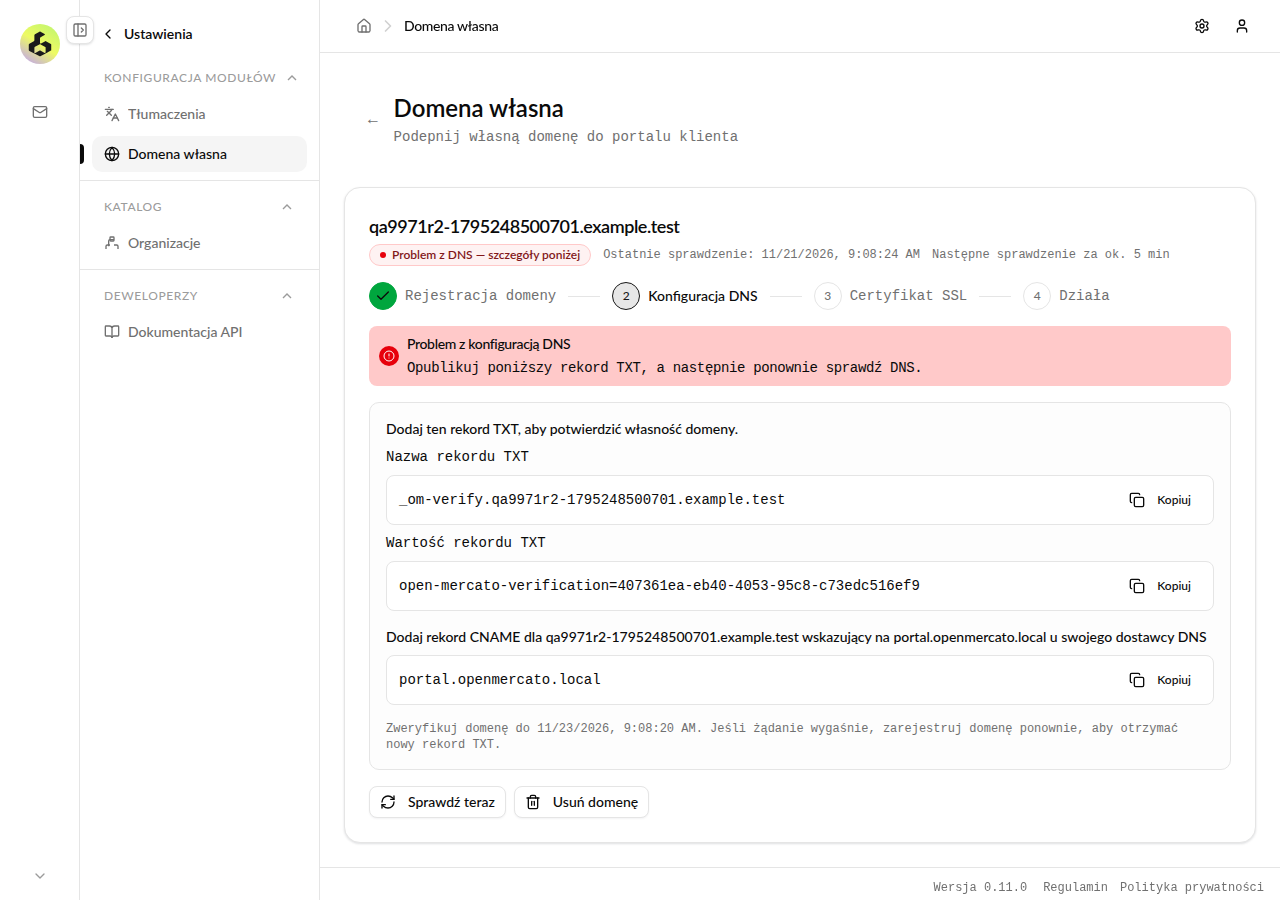 Ustawienia
KONFIGURACJA MODUŁÓW
Tłumaczenia
Domena własna
KATALOG
Organizacje
DEWELOPERZY
Dokumentacja API
Domena własna
← Domena własna
Podepnij własną domenę do portalu klienta
qa9971r2-1795248500701.example.test
Problem z DNS — szczegóły poniżej Ostatnie sprawdzenie: 11/21/2026, 9:08:24 AM Następne sprawdzenie za ok. 5 min
Rejestracja domeny 2 Konfiguracja DNS 3 Certyfikat SSL 4 Działa
Problem z konfiguracją DNS
Opublikuj poniższy rekord TXT, a następnie ponownie sprawdź DNS.
Dodaj ten rekord TXT, aby potwierdzić własność domeny.
Nazwa rekordu TXT
_om-verify.qa9971r2-1795248500701.example.test Kopiuj
Wartość rekordu TXT
open-mercato-verification=407361ea-eb40-4053-95c8-c73edc516ef9 Kopiuj
Dodaj rekord CNAME dla qa9971r2-1795248500701.example.test wskazujący na portal.openmercato.local u swojego dostawcy DNS
portal.openmercato.local Kopiuj
Zweryfikuj domenę do 11/23/2026, 9:08:20 AM. Jeśli żądanie wygaśnie, zarejestruj domenę ponownie, aby otrzymać
nowy rekord TXT.
Sprawdź teraz Usuń domenę
Wersja 0.11.0 Regulamin Polityka prywatności